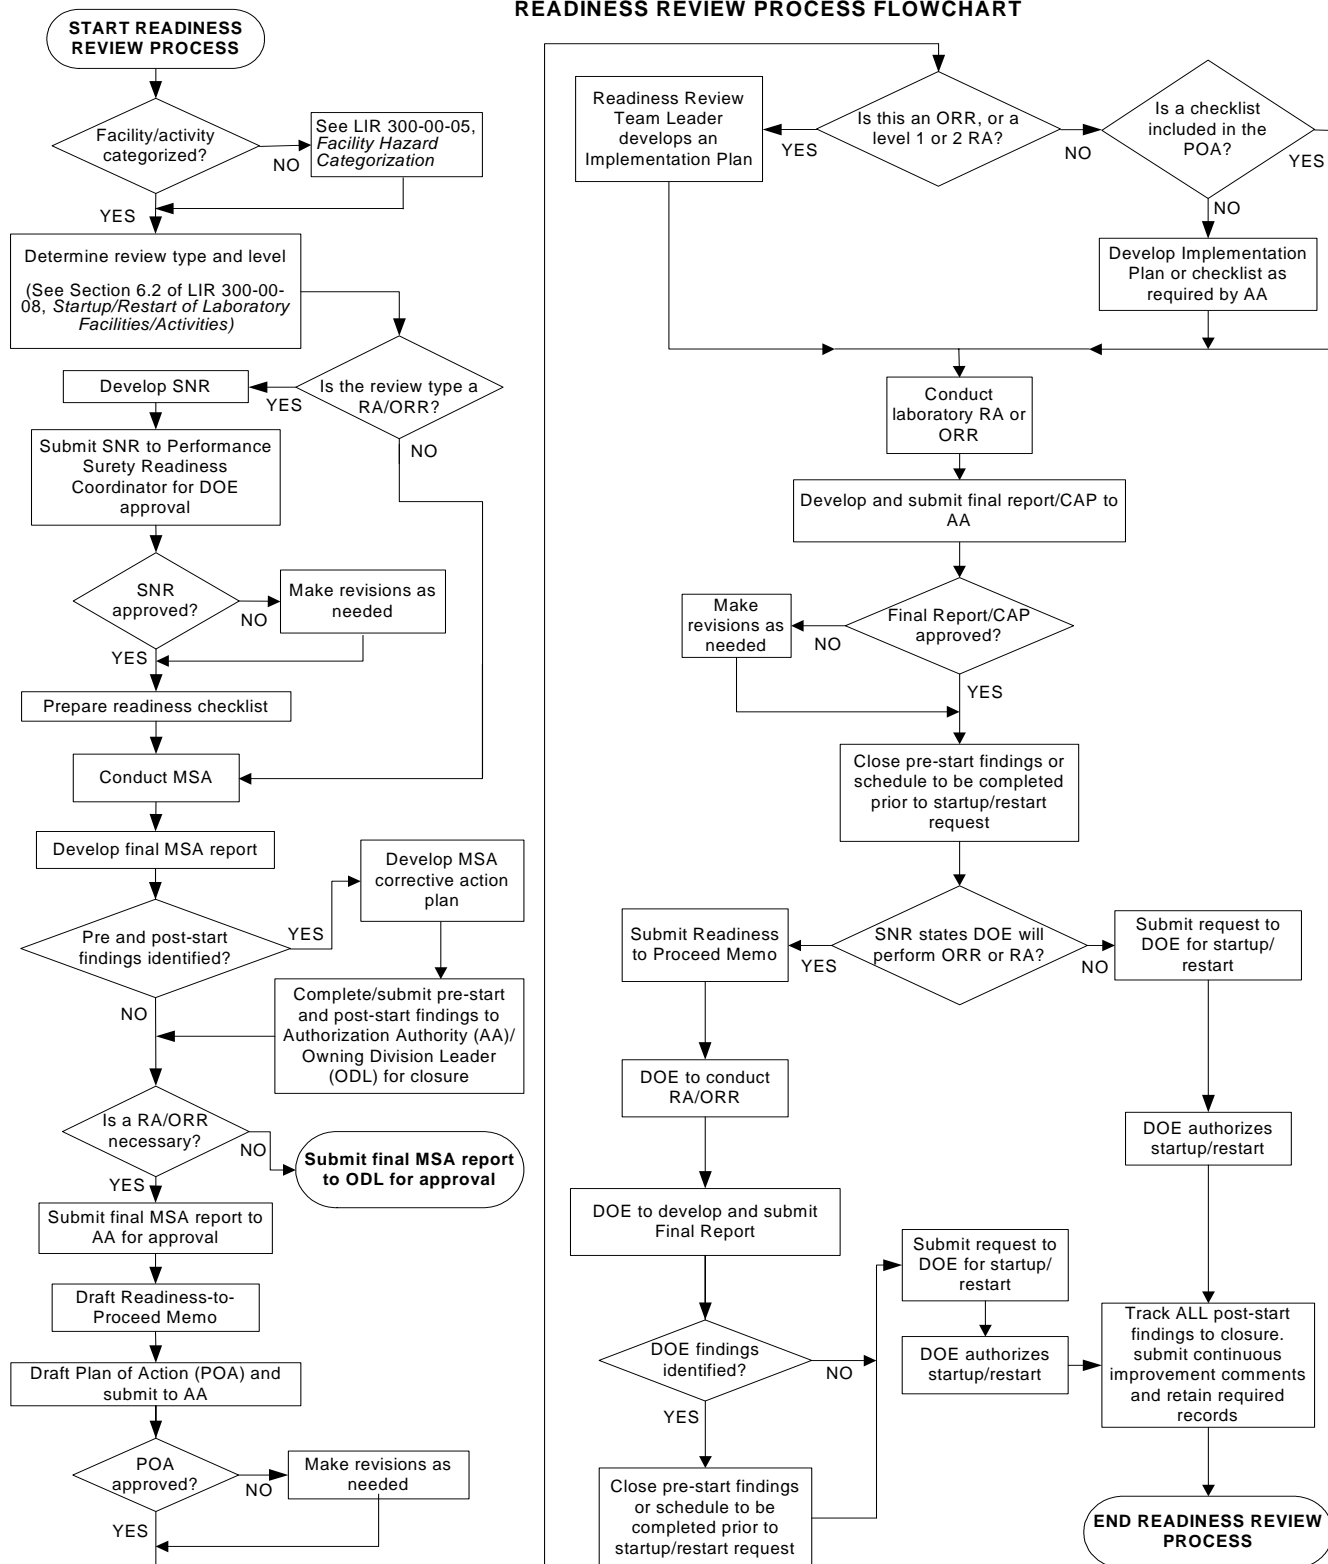 READINESS REVIEW PROCESS FLOWCHART
START READINESS
REVIEW PROCESS
Facility/activity
categorized?
NO
See LIR 300-00-05,
Facility Hazard
Categorization
YES
Determine review type and level
(See Section 6.2 of LIR 300-00-
08, Startup/Restart of Laboratory
Facilities/Activities)
Is the review type a
RA/ORR?
YES
NO
Develop SNR
Submit SNR to Performance
Surety Readiness
Coordinator for DOE
approval
SNR
approved?
NO
Make revisions as
needed
YES
Prepare readiness checklist
Conduct MSA
Develop final MSA report
Pre and post-start
findings identified?
YES
Develop MSA
corrective action
plan
Complete/submit pre-start
and post-start findings to
Authorization Authority (AA)/
Owning Division Leader
(ODL) for closure
NO
Is a RA/ORR
necessary?
NO
Submit final MSA report
to ODL for approval
YES
Submit final MSA report to
AA for approval
Draft Readiness-to-
Proceed Memo
Draft Plan of Action (POA) and
submit to AA
POA
approved?
NO
Make revisions as
needed
YES
Is this an ORR, or a
level 1 or 2 RA?
YES
Readiness Review
Team Leader
develops an
Implementation Plan
NO
Is a checklist
included in the
POA?
YES
NO
Develop Implementation
Plan or checklist as
required by AA
Conduct
laboratory RA or
ORR
Develop and submit final report/CAP to
AA
Final Report/CAP
approved?
NO
Make
revisions as
needed
YES
Close pre-start findings or
schedule to be completed
prior to startup/restart
request
SNR states DOE will
perform ORR or RA?
YES
NO
Submit Readiness
to Proceed Memo
Submit request to
DOE for startup/
restart
DOE to conduct
RA/ORR
DOE authorizes
startup/restart
DOE to develop and submit
Final Report
DOE findings
identified?
NO
YES
Close pre-start findings
or schedule to be
completed prior to
startup/restart request
Submit request to
DOE for startup/
restart
DOE authorizes
startup/restart
Track ALL post-start
findings to closure.
submit continuous
improvement comments
and retain required
records
END READINESS REVIEW
PROCESS